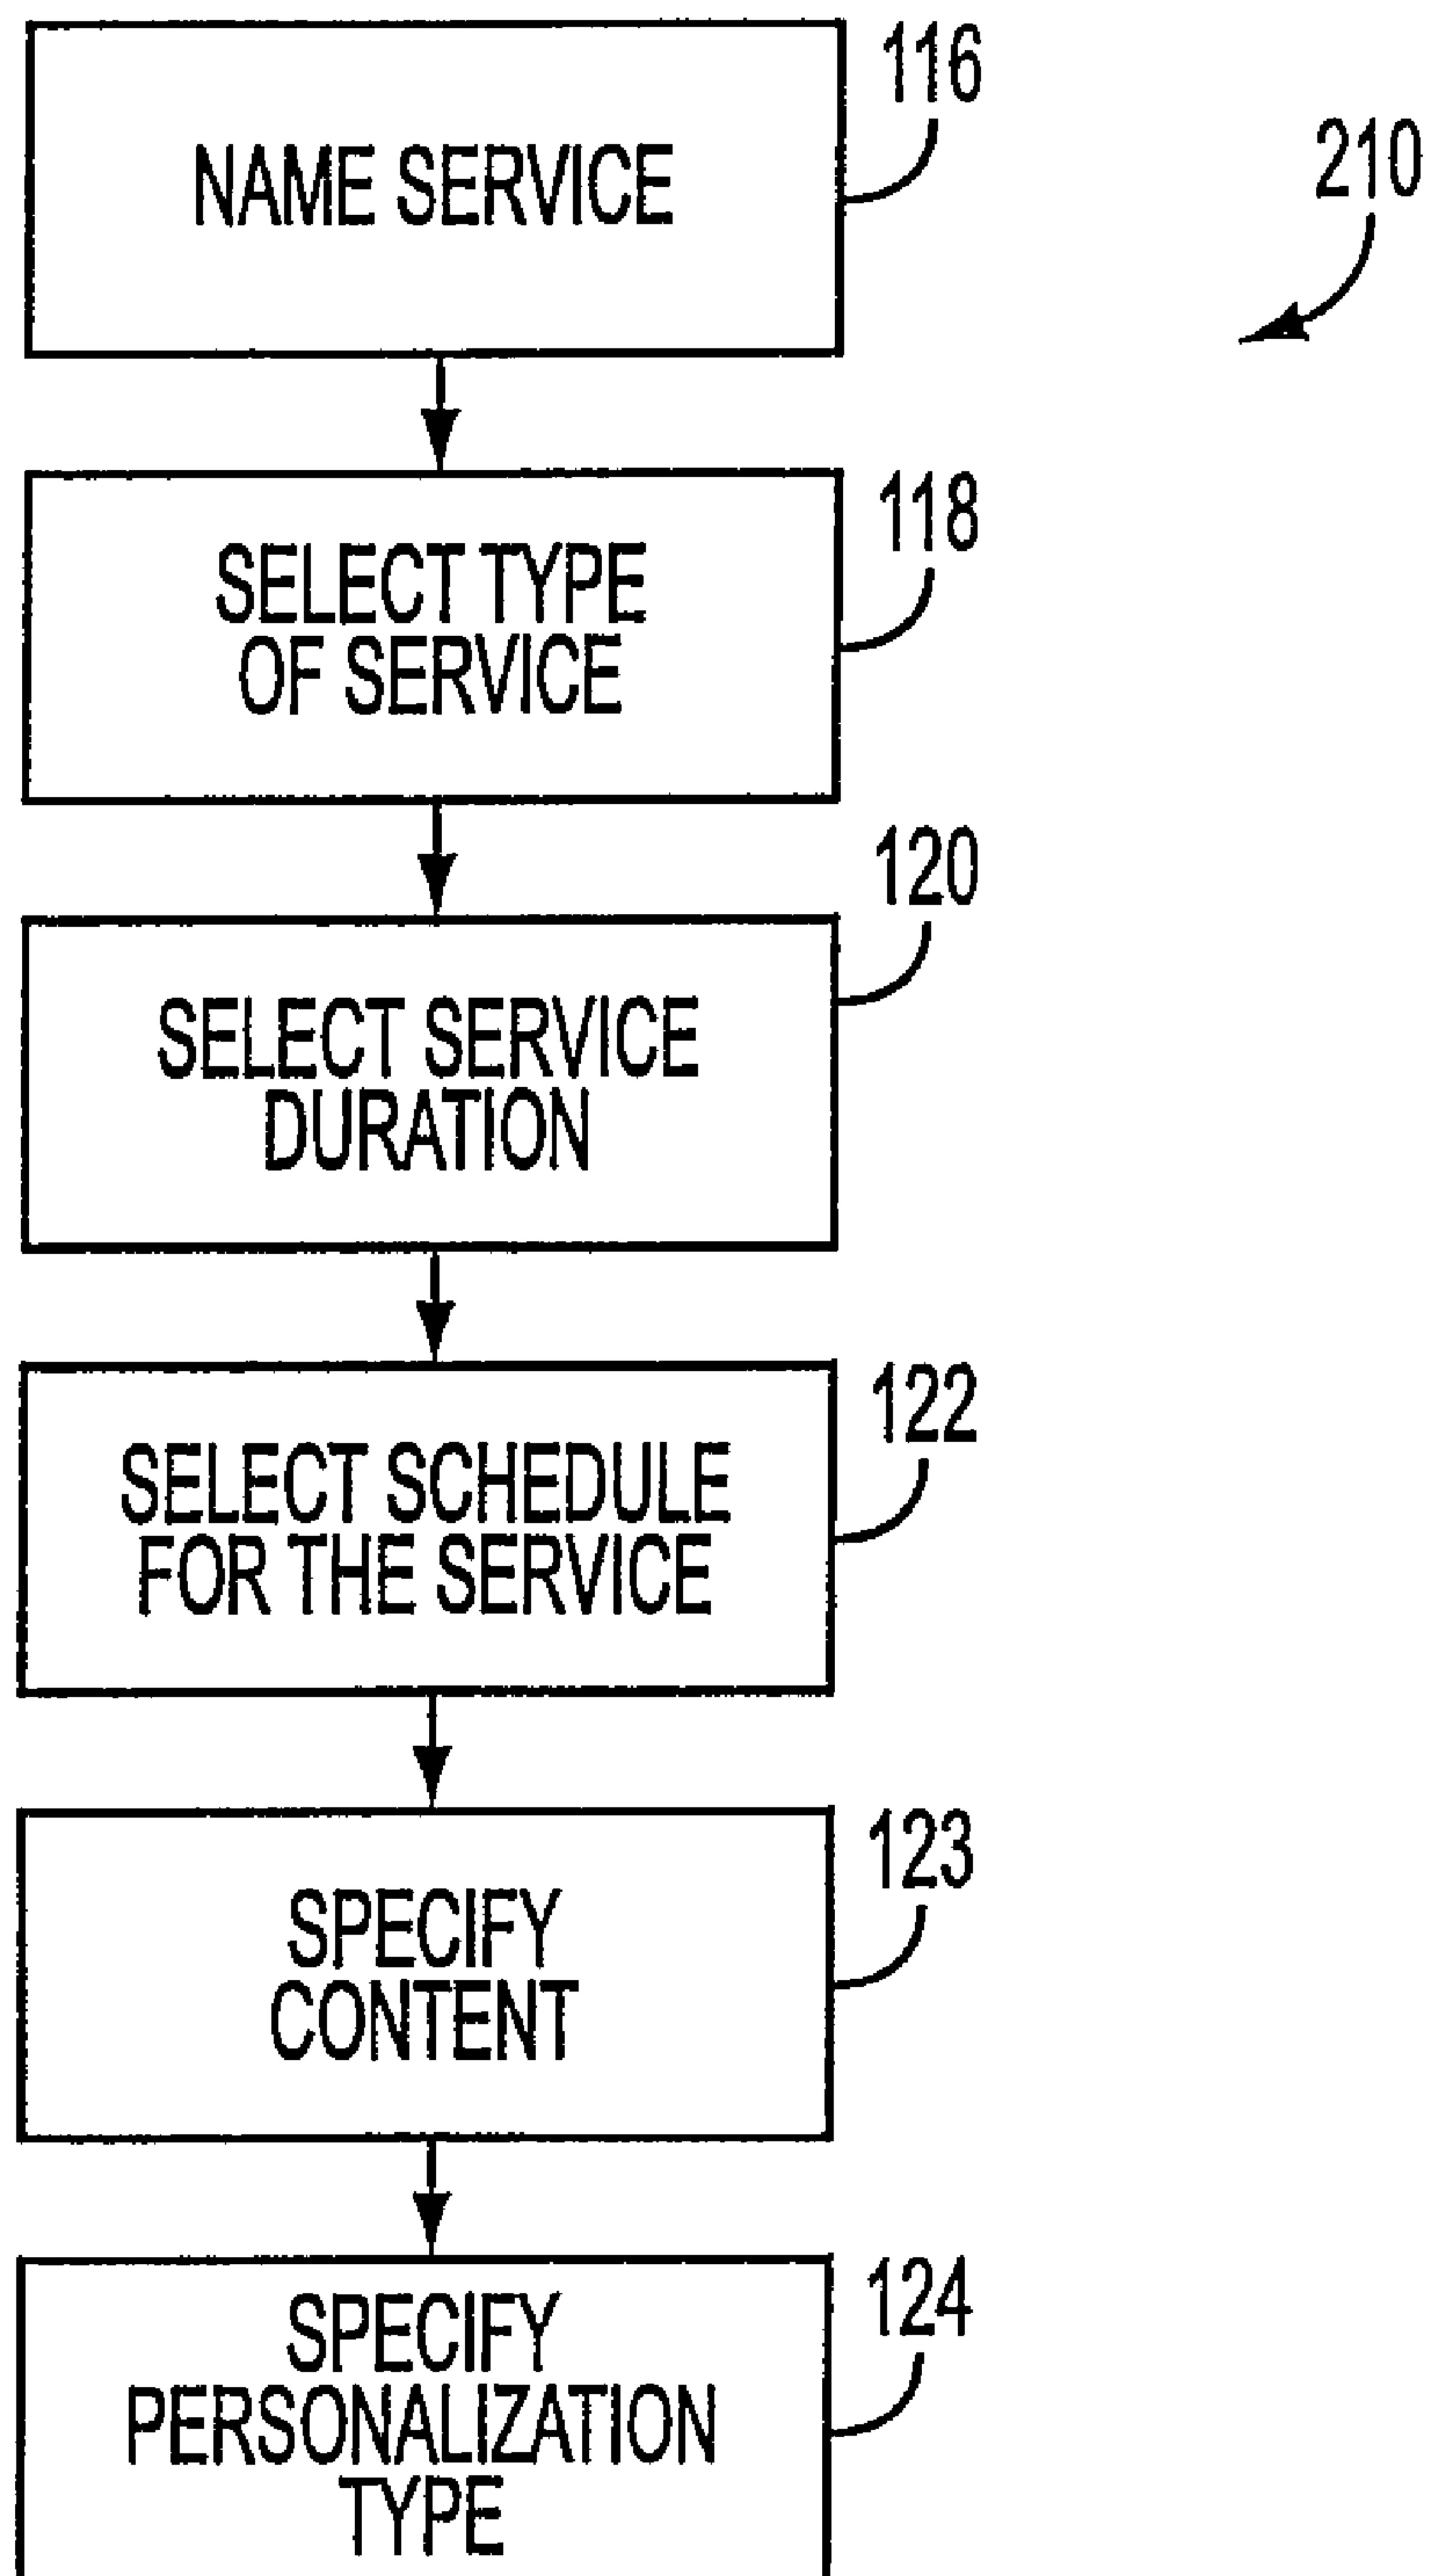 116
210
NAME SERVICE
118
SELECT TYPE
OF SERVICE
120
SELECT SERVICE
DURATION
122
SELECT SCHEDULE
FOR THE SERVICE
123
SPECIFY
CONTENT
124
SPECIFY
PERSONALIZATION
TYPE